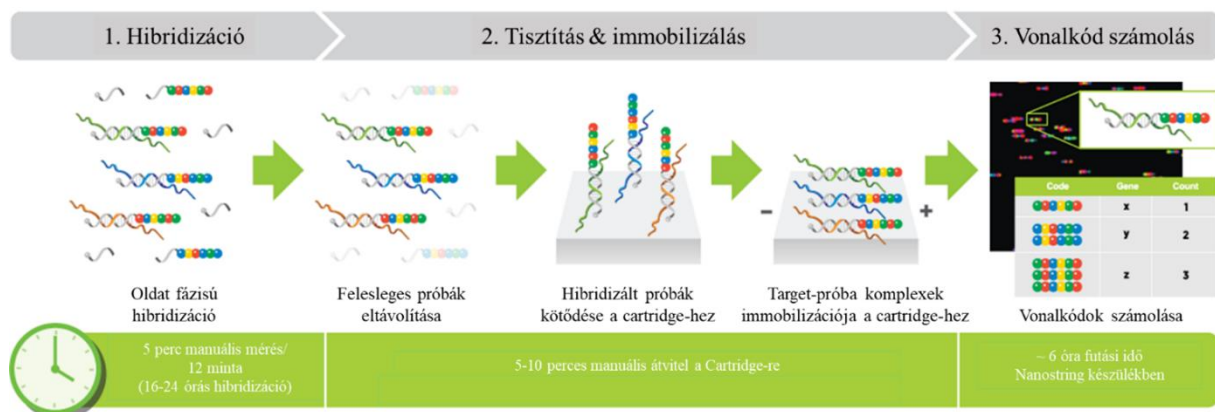 1. Hibridizáció
2. Tisztítás & immobilizálás
3. Vonalkód számolás
Code Gene Count
x 1
y 2
z 3
- +
Oldat fázisú
hibridizáció
Felesleges próbák
eltávolítása
Hibridizált próbák
kötődése a cartridge-hez
Target-próba komplexek
immobilizációja a cartridge-hez
Vonalkódok számolása
5 perc manuális mérés/
12 minta
(16-24 órás hibridizáció)
5-10 perces manuális átvitel a Cartridge-re
~ 6 óra futási idő
Nanostring készülékben